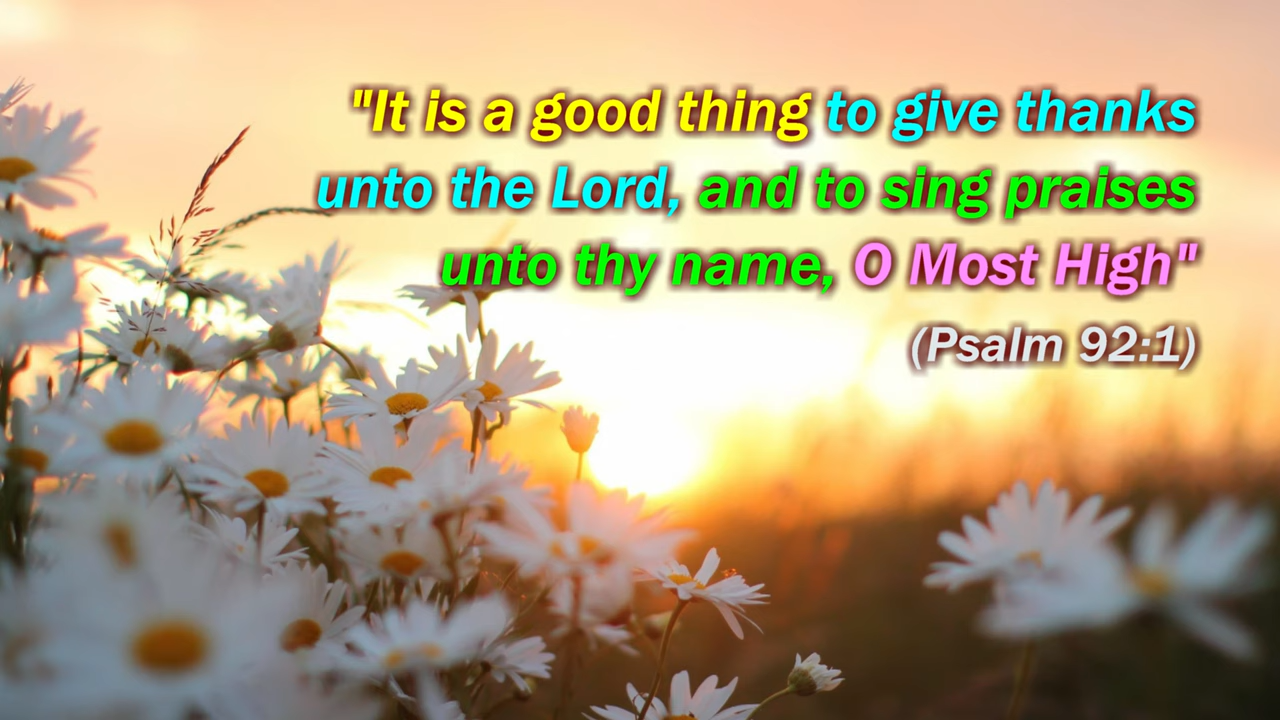 "It is a good thing to give thanks
unto the Lord, and to sing praises
unto thy name, O Most High"
(Psalm 92:1)